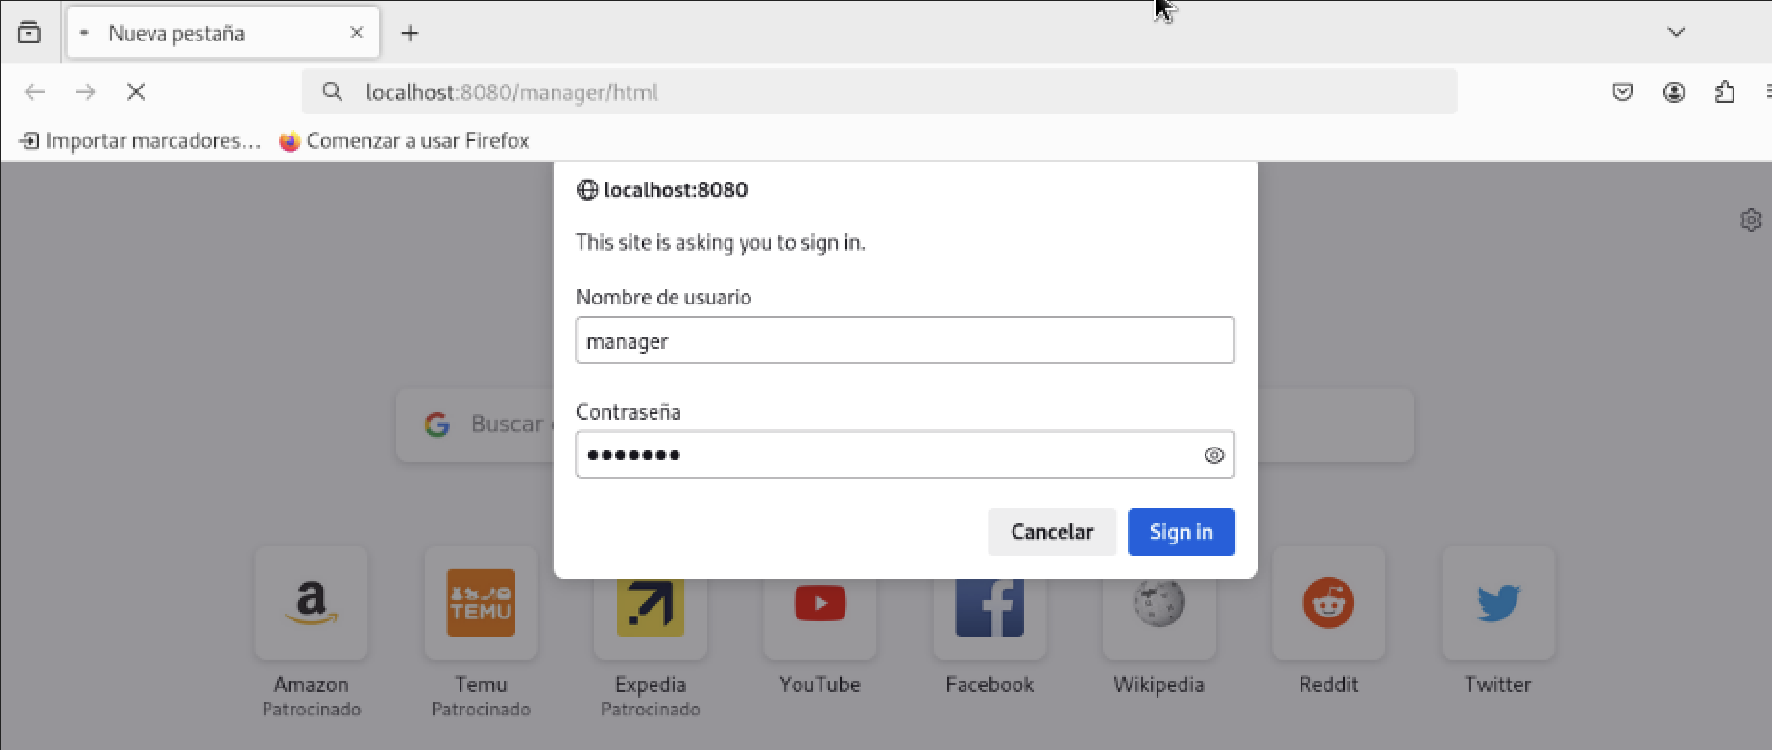 Nueva pestaña
localhost:8080/manager/html
Importar marcadores... Comenzar a usar Firefox
localhost:8080
This site is asking you to sign in.
Nombre de usuario
manager
Buscar
Contraseña
•••••••
Cancelar Sign in
a TEMU f
Amazon Temu Expedia YouTube Facebook Wikipedia Reddit Twitter
Patrocinado Patrocinado Patrocinado